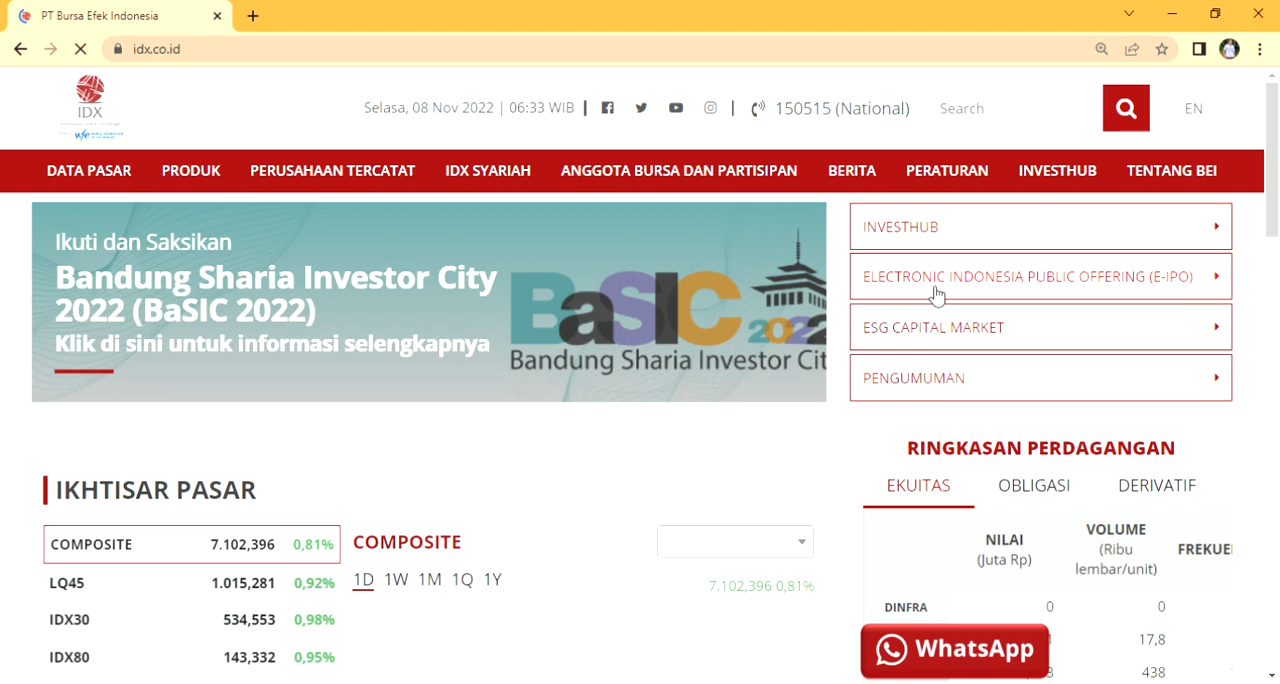 PT Bursa Efek Indonesia
idx.co.id
IDX
wfe
Selasa, 08 Nov 2022 | 06:33 WIB
150515 (National)
Search
EN
DATA PASAR
PRODUK
PERUSAHAAN TERCATAT
IDX SYARIAH
ANGGOTA BURSA DAN PARTISIPAN
BERITA
PERATURAN
INVESTHUB
TENTANG BEI
Ikuti dan Saksikan
Bandung Sharia Investor City
2022 (BaSIC 2022)
Klik di sini untuk informasi selengkapnya
BaSIC
2022
Bandung Sharia Investor Cit
INVESTHUB
ELECTRONIC INDONESIA PUBLIC OFFERING (E-IPO)
ESG CAPITAL MARKET
PENGUMUMAN
IKHTISAR PASAR
COMPOSITE 7.102,396 0,81%
LQ45 1.015,281 0,92%
IDX30 534,553 0,98%
IDX80 143,332 0,95%
COMPOSITE
1D 1W 1M 1Q 1Y
7.102,396 0,81%
RINGKASAN PERDAGANGAN
EKUITAS OBLIGASI DERIVATIF
NILAI
(Juta Rp)
VOLUME
(Ribu
lembar/unit)
FREKUE
DINFRA 0 0
17,8
438
WhatsApp